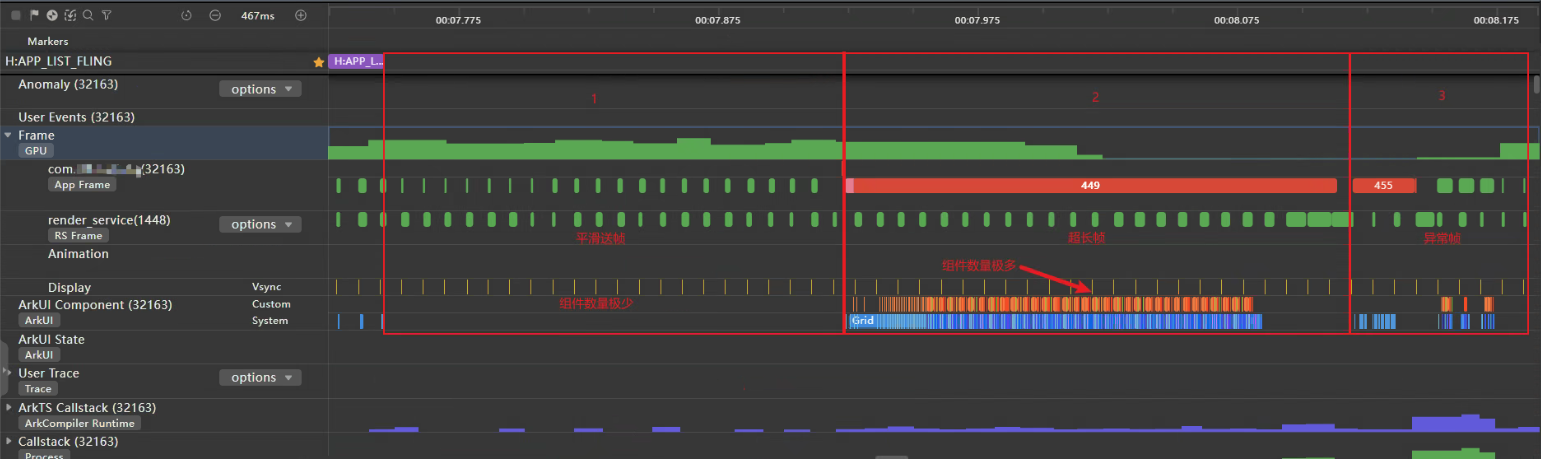 467ms
00:07.775
00:07.875
00:07.975
00:08.075
00:08.175
Markers
H:APP_LIST_FLING
H:APP_L...
Anomaly (32163)
options
1
2
3
User Events (32163)
Frame
GPU
com.
(32163)
App Frame
449
455
render_service(1448)
RS Frame
options
平滑送帧
超长帧
异常帧
Animation
组件数量极多
Display
Vsync
ArkUI Component (32163)
Custom
组件数量极少
ArkUI
System
Grid
ArkUI State
ArkUI
User Trace
Trace
options
ArkTS Callstack (32163)
ArkCompiler Runtime
Callstack (32163)
Process